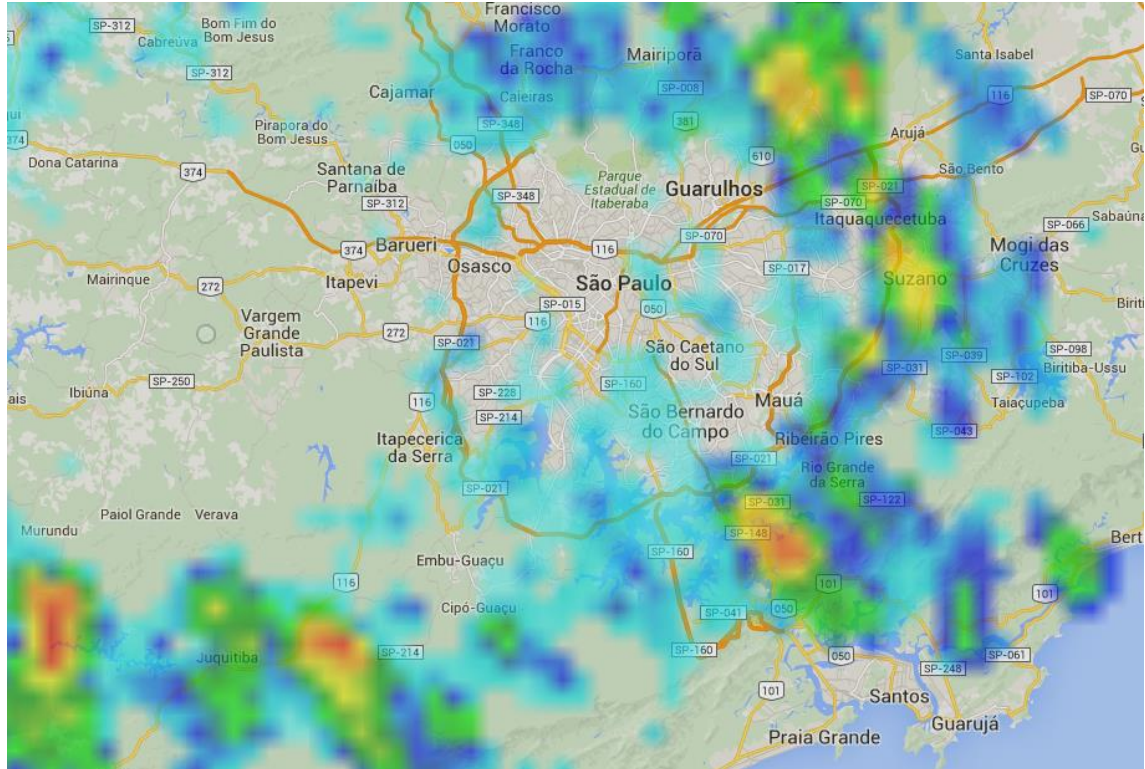 Francisco
Morato
SP-312
Bom Fim do
Bom Jesus
Cabreúva
SP-312
Franco
da Rocha
Mairiporã
Santa Isabel
Cajamar
Caieiras
SP-008
116
SP-070
Pirapora do
Bom Jesus
SP-348
381
374
050
Arujá
Dona Catarina
374
Santana de
Parnaíba
Parque
Estadual de
Itaberaba
610
São Bento
SP-312
SP-348
Guarulhos
SP-021
SP-070
Itaquaquecetuba
SP-066
Sabaúna
374
Barueri
116
SP-070
Mogi das
Cruzes
Osasco
SP-017
Mairinque
272
Itapevi
São Paulo
Suzano
Vargem
Grande
Paulista
SP-015
050
116
272
SP-021
São Caetano
do Sul
SP-039
SP-098
SP-031
Biritiba-Ussu
Ibiúna
SP-250
SP-228
SP-160
SP-102
116
SP-214
São Bernardo
do Campo
Mauá
Taiaçupeba
Itapecerica
da Serra
Ribeirão Pires
SP-043
SP-021
Rio Grande
da Serra
SP-021
SP-031
SP-122
Paiol Grande
Verava
Murundu
SP-148
Embu-Guaçu
SP-160
Bert
116
101
101
Cipó-Guaçu
SP-041
050
Juquitiba
SP-214
SP-160
050
SP-061
SP-248
101
Santos
Guarujá
Praia Grande